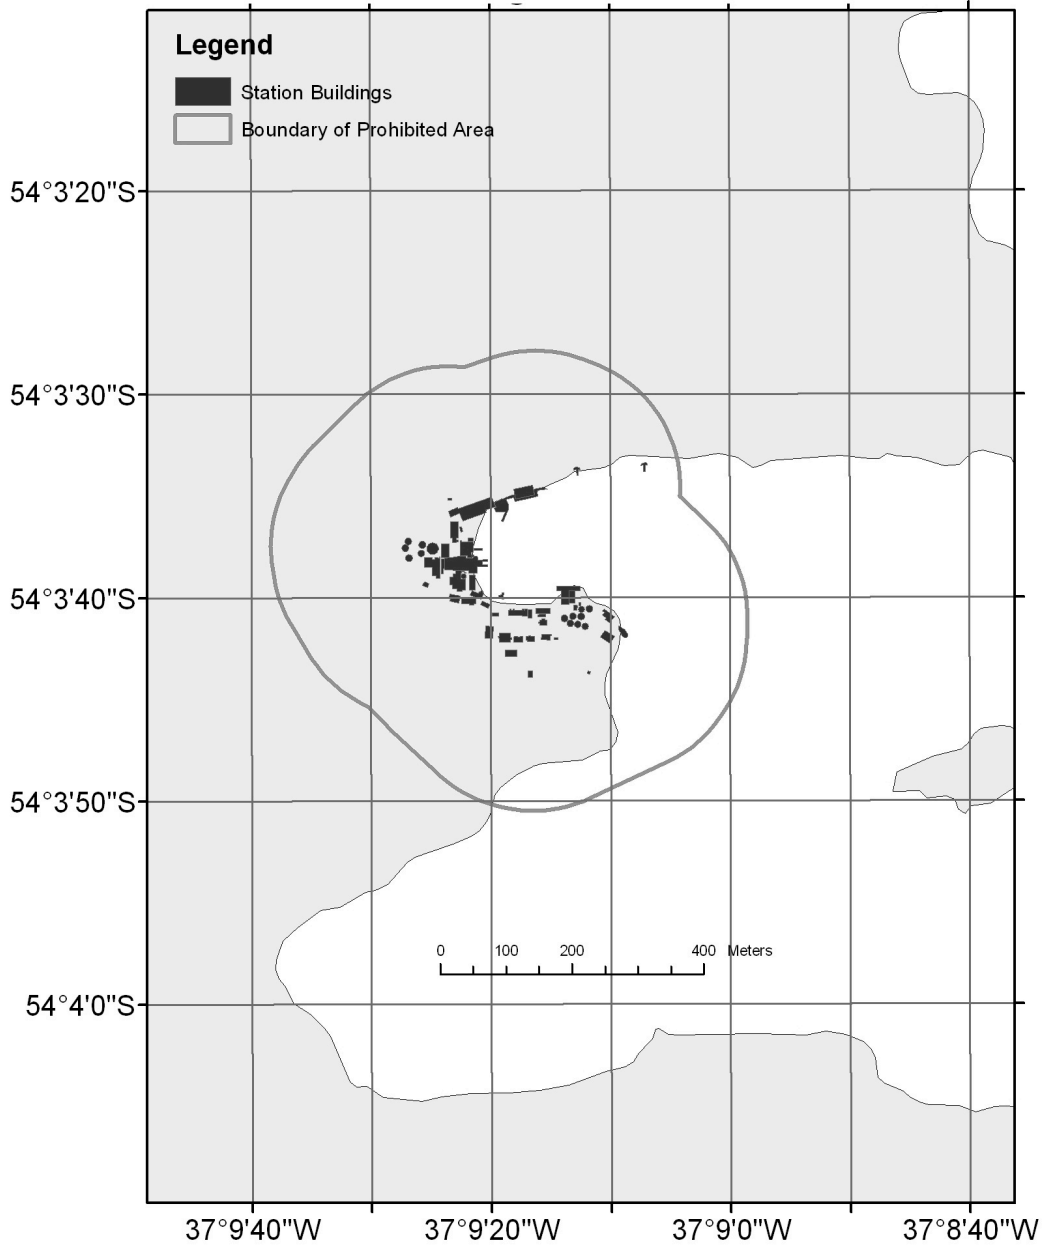 Legend
Station Buildings
Boundary of Prohibited Area
54°3'20"S
54°3'30"S
54°3'40"S
54°3'50"S
0 100 200 400 Meters
54°4'0"S
37°9'40"W 37°9'20"W 37°9'0"W 37°8'40"W